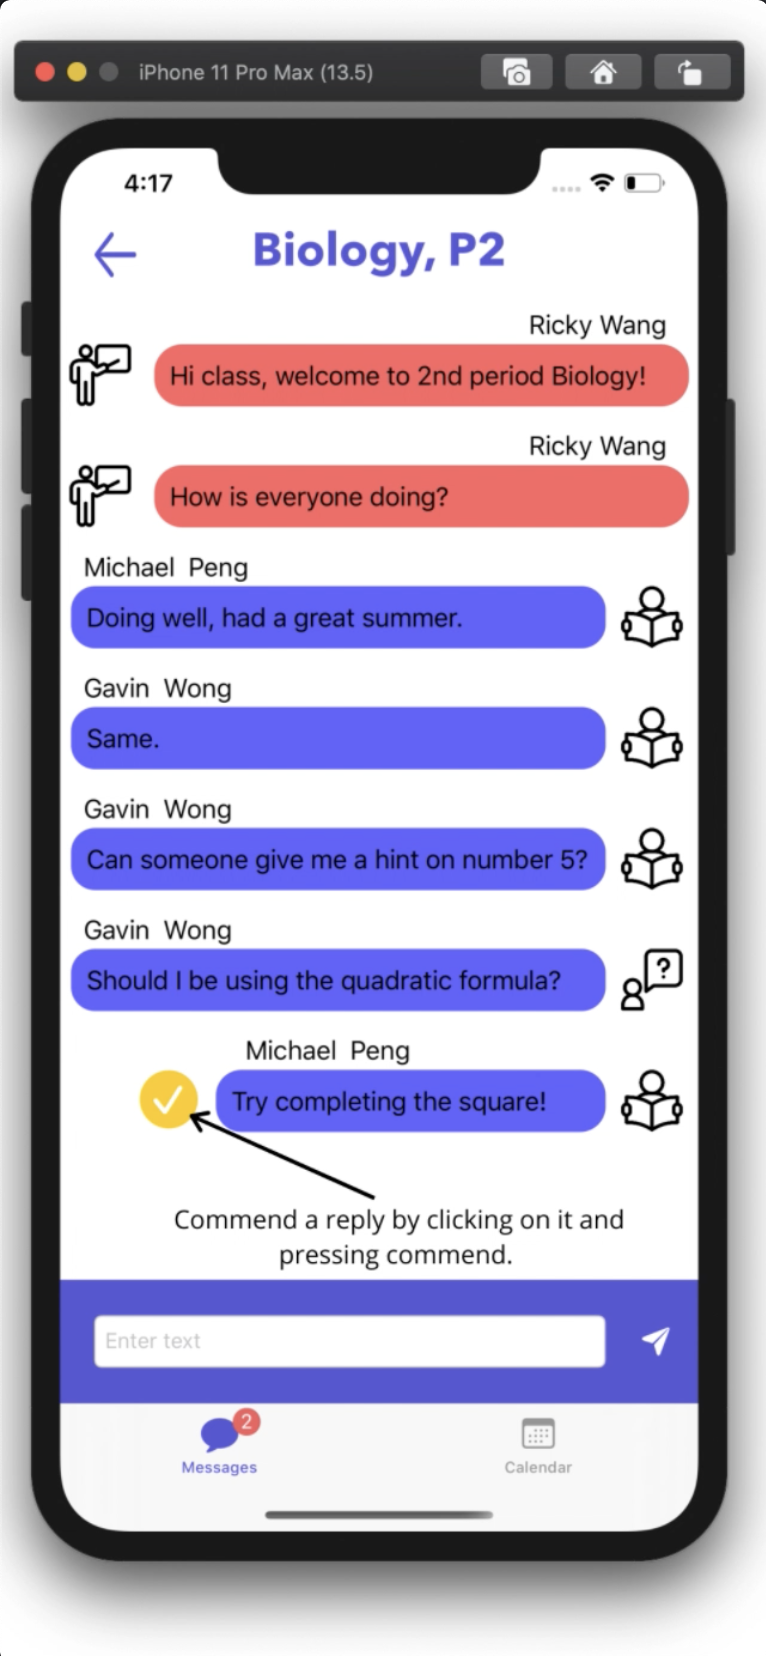 iPhone 11 Pro Max (13.5)
4:17
Biology, P2
Ricky Wang
Hi class, welcome to 2nd period Biology!
Ricky Wang
How is everyone doing?
Michael Peng
Doing well, had a great summer.
Gavin Wong
Same.
Gavin Wong
Can someone give me a hint on number 5?
Gavin Wong
Should I be using the quadratic formula?
?
Michael Peng
Try completing the square!
Commend a reply by clicking on it and
pressing commend.
Enter text
2
Messages
Calendar